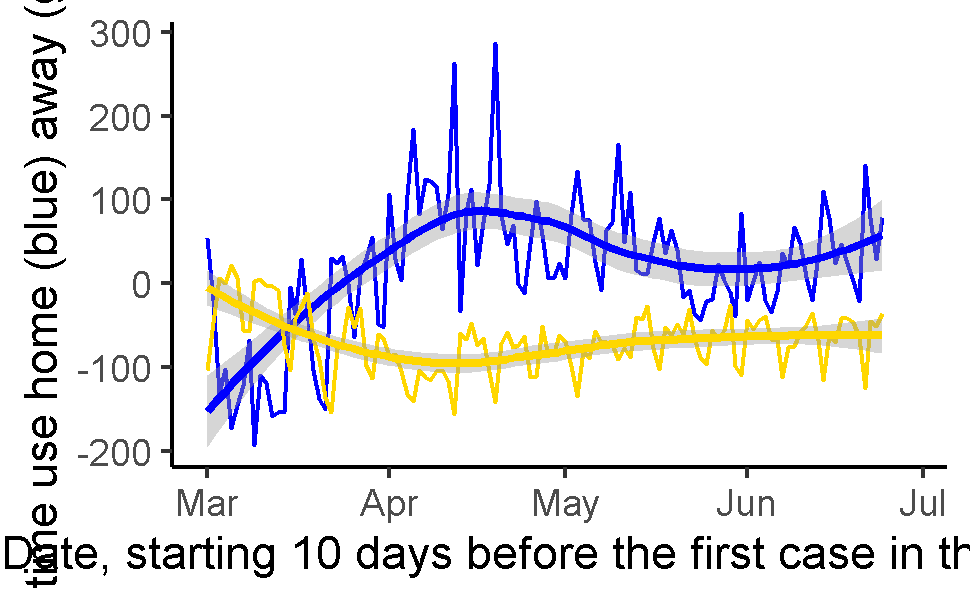 time use home (blue) away (
300
200
100
0
-100
-200
Mar Apr May Jun Jul
Date, starting 10 days before the first case in th